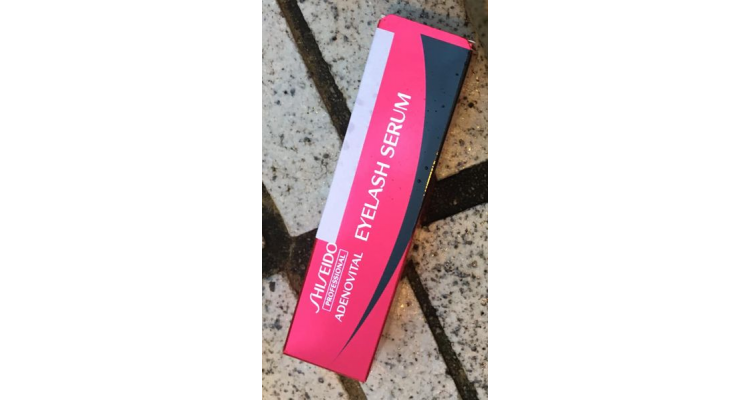 SHISEIDO
PROFESSIONAL
ADENOVITAL
EYELASH SERUM